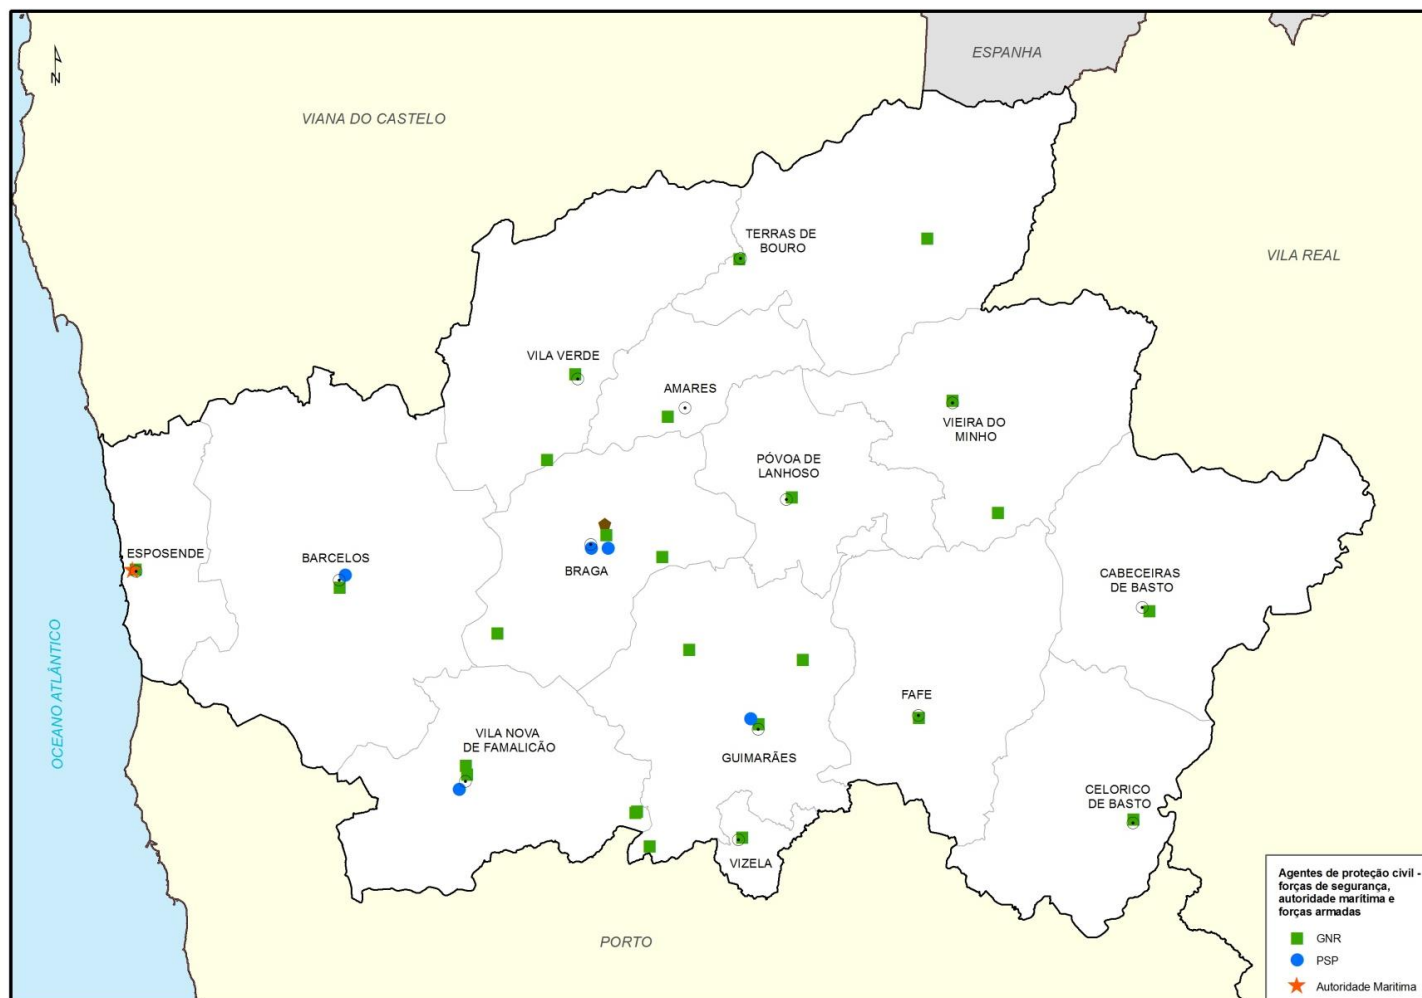 N
ESPANHA
VIANA DO CASTELO
TERRAS DE
BOURO
VILA REAL
VILA VERDE
AMARES
VIEIRA DO
MINHO
PÓVOA DE
LANHOSO
ESPOSENDE
BARCELOS
BRAGA
CABECEIRAS
DE BASTO
OCEANO ATLÂNTICO
FAFE
VILA NOVA
DE FAMALICÃO
GUIMARÃES
CELORICO
DE BASTO
VIZELA
PORTO
Agentes de proteção civil -
forças de segurança,
autoridade marítima e
forças armadas
GNR
PSP
Autoridade Maritima